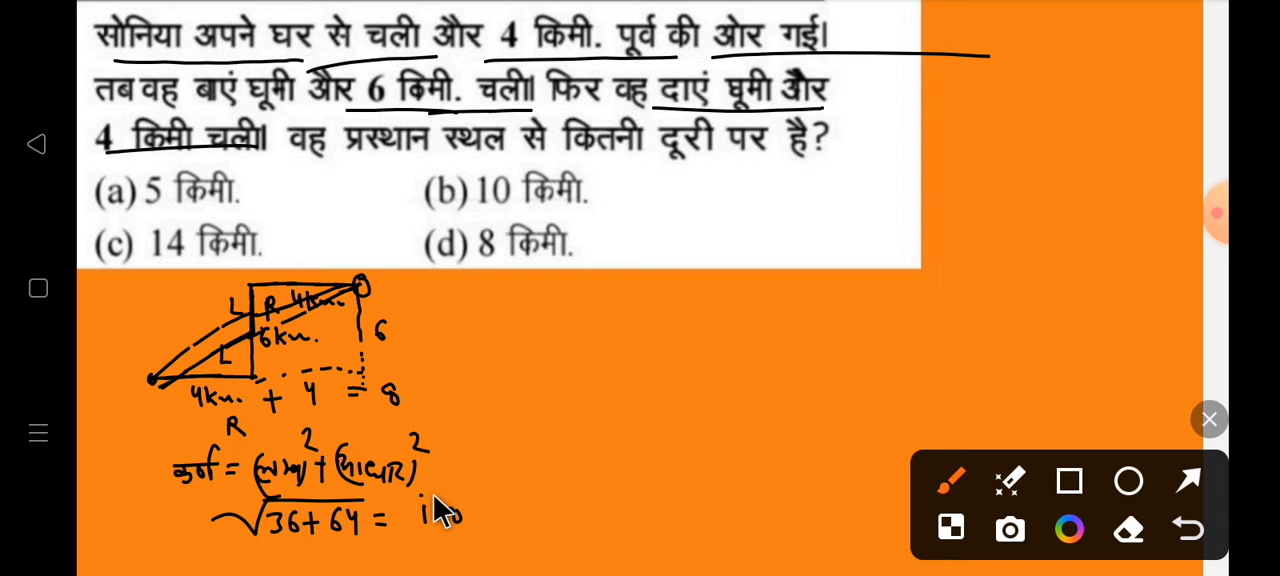 सोनिया अपने घर से चली और 4 किमी. पूर्व की ओर गई।
तब वह बाएं घूमी और 6 किमी. चली। फिर वह दाएं घूमी और
4 किमी चली। वह प्रस्थान स्थल से कितनी दूरी पर है?
(a) 5 किमी. (b) 10 किमी.
(c) 14 किमी. (d) 8 किमी.
L R 4km.
6km. 6
L
4km. + 4 = 8
R
कर्ण = (लम्ब)² + (आधार)²
√36+64 =